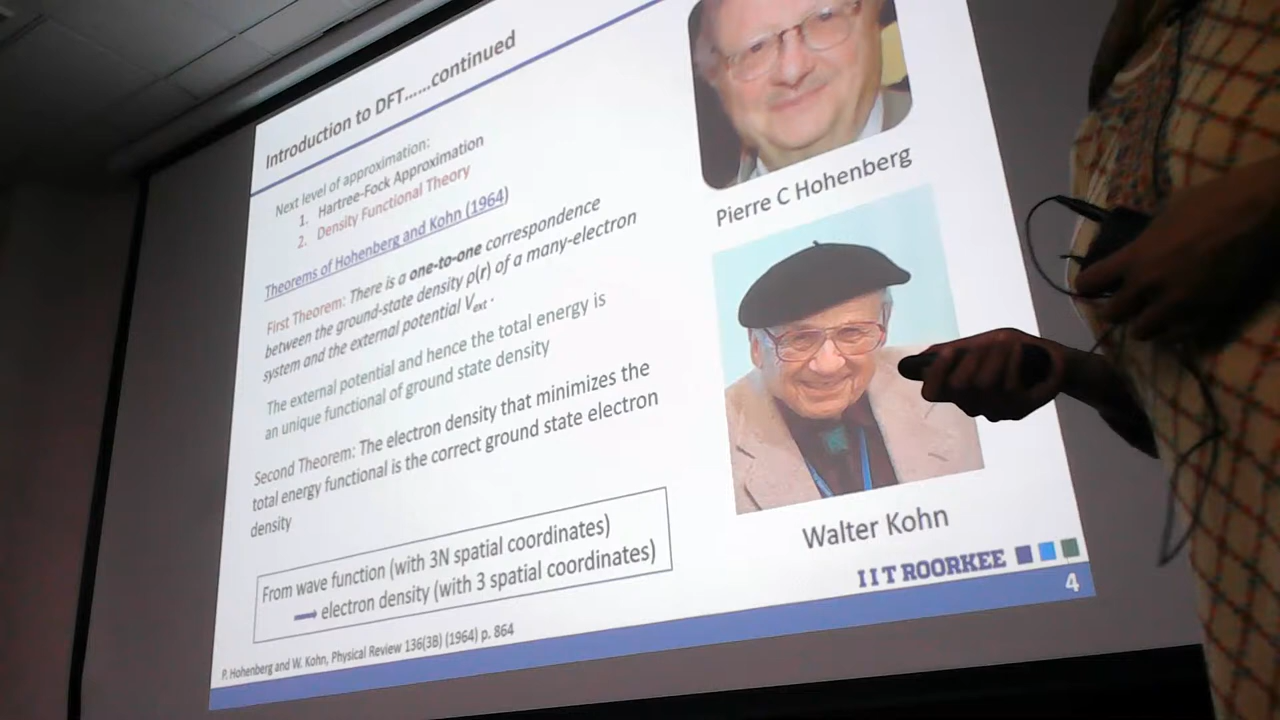 Introduction to DFT......continued
Next level of approximation:
1. Hartree-Fock Approximation
2. Density Functional Theory
Theorems of Hohenberg and Kohn (1964)
First Theorem: There is a one-to-one correspondence
between the ground-state density ρ(r) of a many-electron
system and the external potential Vext .
The external potential and hence the total energy is
an unique functional of ground state density
Second Theorem: The electron density that minimizes the
total energy functional is the correct ground state electron
density
From wave function (with 3N spatial coordinates)
→ electron density (with 3 spatial coordinates)
P. Hohenberg and W. Kohn, Physical Review 136(3B) (1964) p. 864
Pierre C Hohenberg
Walter Kohn
IIT ROORKEE
4